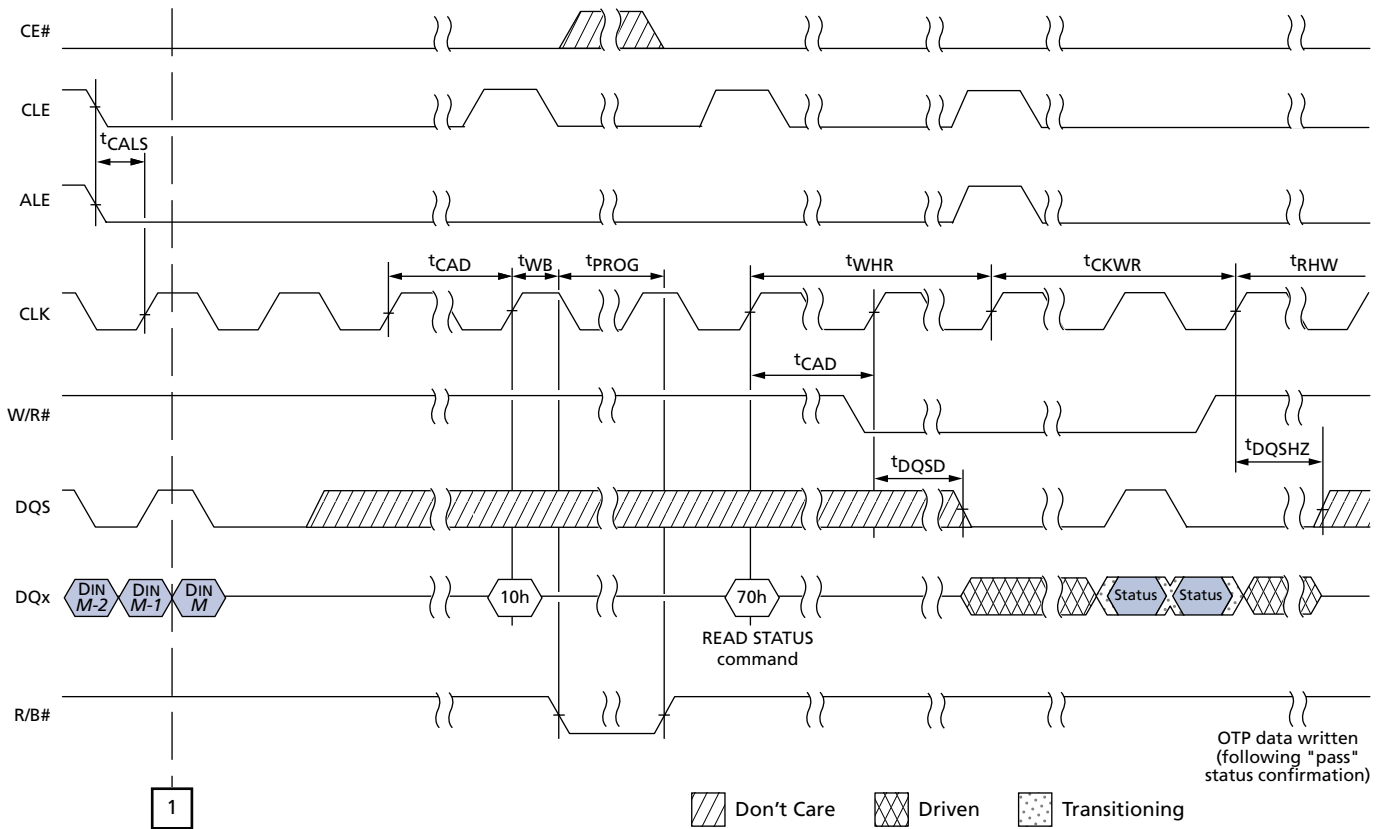 CE#
CLE
tCALS
ALE
tCAD
tWB
tPROG
tWHR
tCKWR
tRHW
CLK
tCAD
W/R#
tDQSD
tDQSHZ
DQS
DQx
DIN
M-2
DIN
M-1
DIN
M
10h
70h
Status
Status
READ STATUS
command
R/B#
OTP data written
(following "pass"
status confirmation)
1
Don't Care
Driven
Transitioning